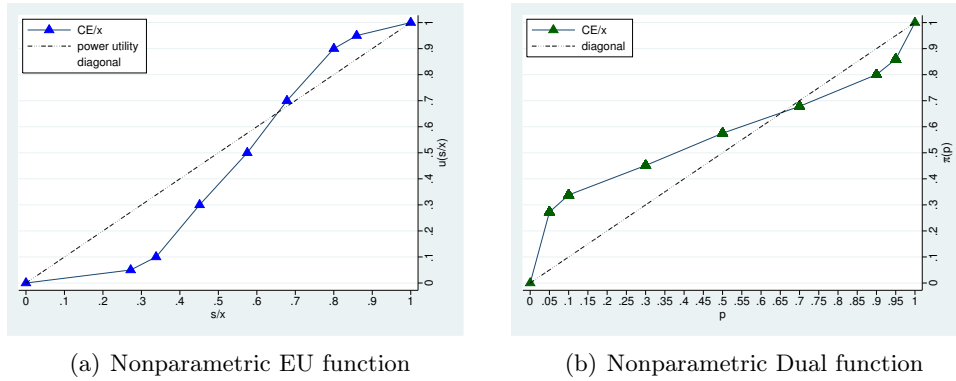 CE/x
power utility
diagonal
0 .1 .2 .3 .4 .5 .6 .7 .8 .9 1
u(s/x)
0 .1 .2 .3 .4 .5 .6 .7 .8 .9 1
s/x
(a) Nonparametric EU function
CE/x
diagonal
0 .1 .2 .3 .4 .5 .6 .7 .8 .9 1
π(p)
0 .05 .1 .15 .2 .25 .3 .35 .4 .45 .5 .55 .6 .65 .7 .75 .8 .85 .9 .95 1
p
(b) Nonparametric Dual function